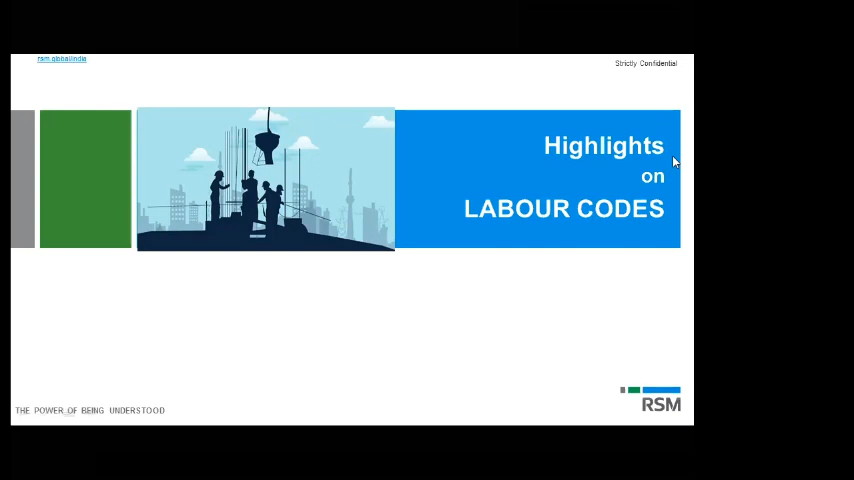 rsm.global/india
Strictly Confidential
Highlights
on
LABOUR CODES
THE POWER OF BEING UNDERSTOOD
RSM